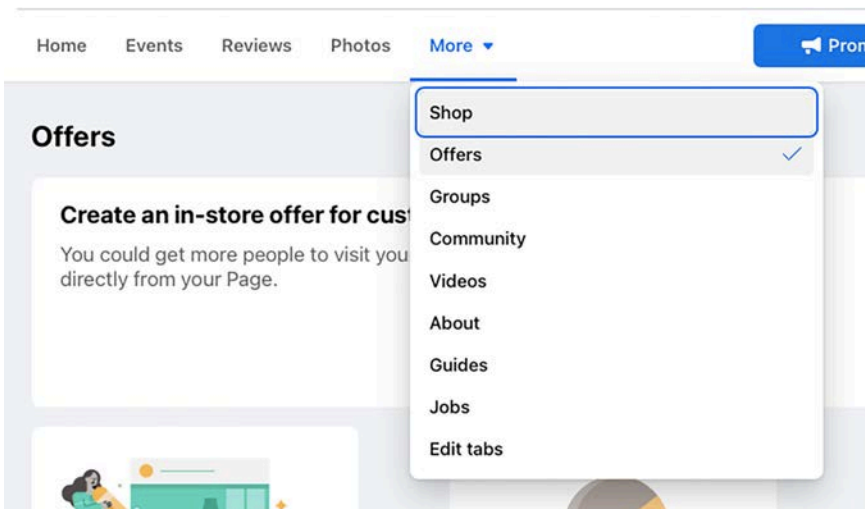 Home Events Reviews Photos More
Offers
Create an in-store offer for
You could get more people to visit you
directly from your Page.
Shop
Offers
Groups
Community
Videos
About
Guides
Jobs
Edit tabs